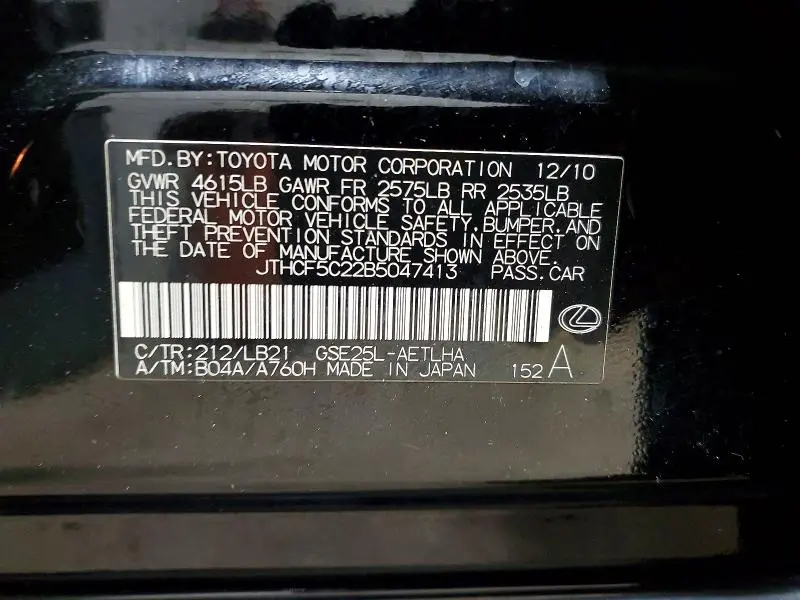 MFD.BY:TOYOTA MOTOR CORPORATION 12/10
GVWR 4615LB GAWR FR 2575LB RR 2535LB
THIS VEHICLE CONFORMS TO ALL APPLICABLE
FEDERAL MOTOR VEHICLE SAFETY,BUMPER,AND
THEFT PREVENTION STANDARDS IN EFFECT ON
THE DATE OF MANUFACTURE SHOWN ABOVE.
JTHCF5C22B5047413 PASS.CAR
C/TR:212/LB21 GSE25L-AETLHA
A/TM:B04A/A760H MADE IN JAPAN 152 A